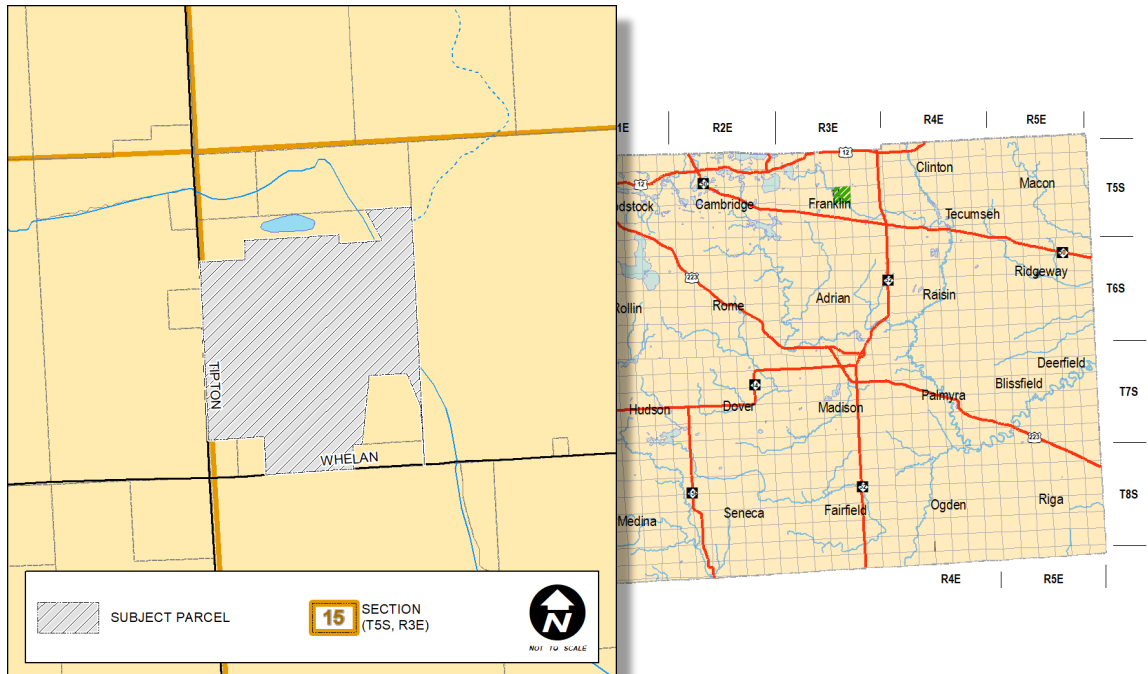 TIPTON
WHELAN
SUBJECT PARCEL
15
SECTION
(T5S, R3E)
N
NOT TO SCALE
1E
R2E
R3E
R4E
R5E
12
Clinton
Macon
T5S
12
dstock
Cambridge
Franklin
Tecumseh
Ridgeway
T6S
223
Rollin
Rome
Adrian
Raisin
Deerfield
Blissfield
T7S
Hudson
Dover
Madison
Palmyra
223
Medina
Seneca
Fairfield
Ogden
Riga
T8S
R4E
R5E